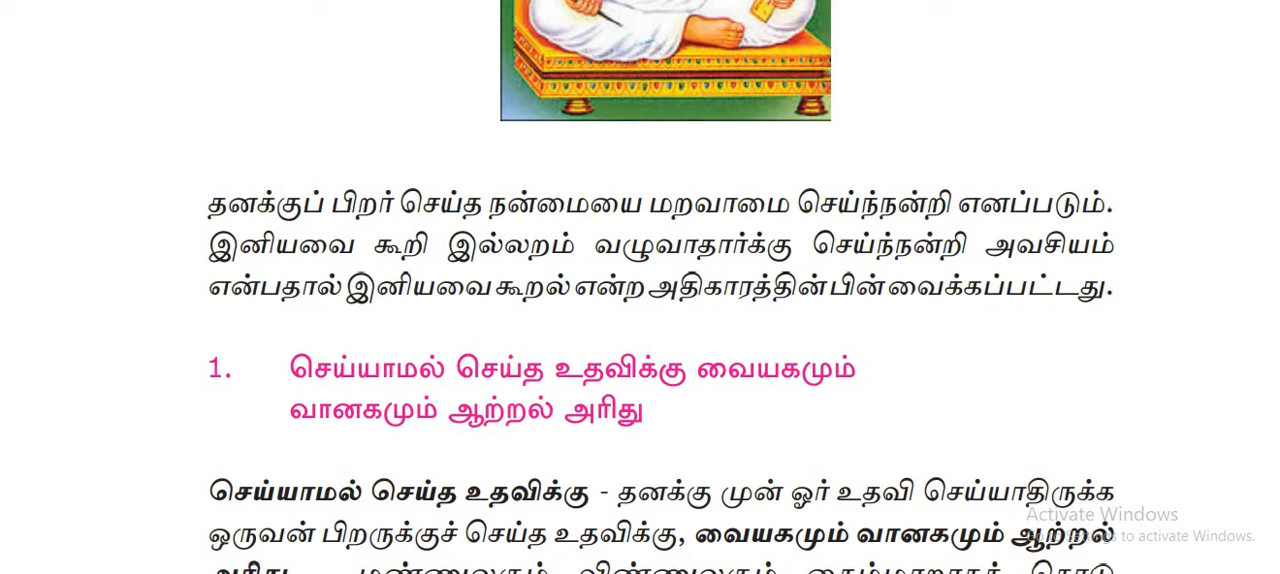 தனக்குப் பிறர் செய்த நன்மையை மறவாமை செய்ந்நன்றி எனப்படும்.
இனியவை கூறி இல்லறம் வழுவாதார்க்கு செய்ந்நன்றி அவசியம்
என்பதால் இனியவை கூறல் என்ற அதிகாரத்தின் பின் வைக்கப்பட்டது.
1. செய்யாமல் செய்த உதவிக்கு வையகமும்
வானகமும் ஆற்றல் அரிது
செய்யாமல் செய்த உதவிக்கு - தனக்கு முன் ஓர் உதவி செய்யாதிருக்க
Activate Windows
ஒருவன் பிறருக்குச் செய்த உதவிக்கு, வையகமும் வானகமும் ஆற்றல்
Go to Settings to activate Windows.